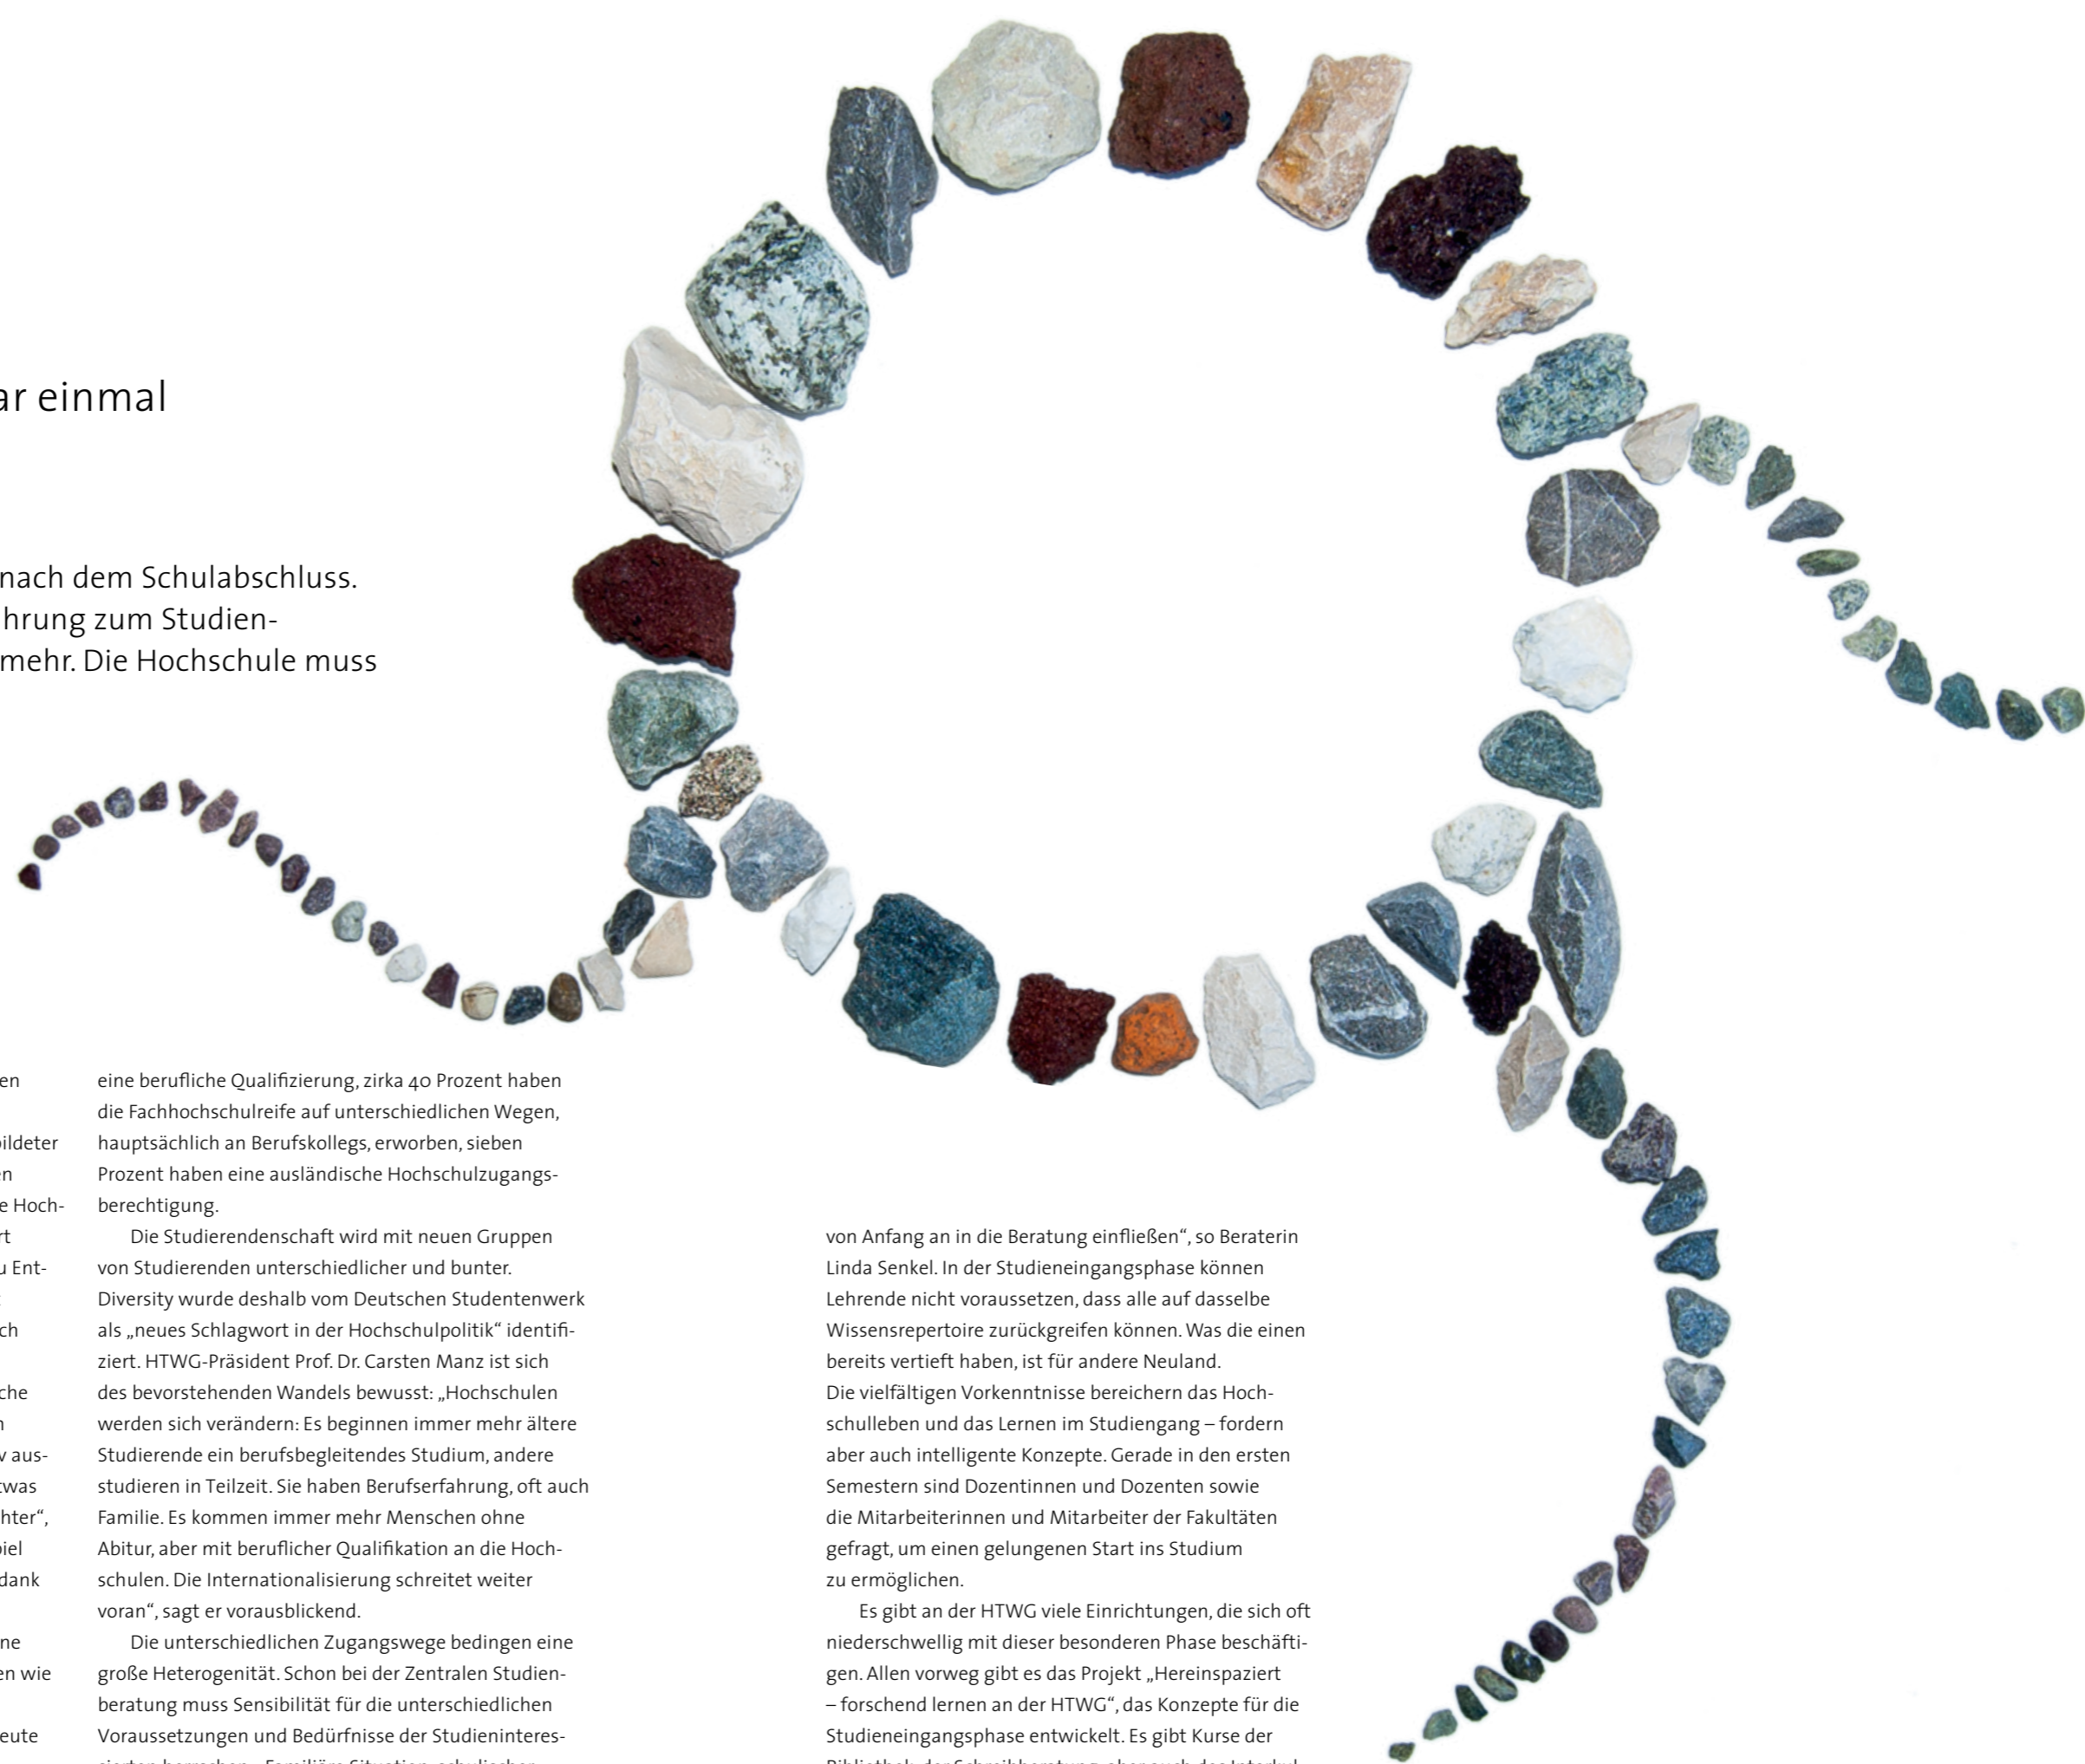 ar einmal
nach dem Schulabschluss.
hrung zum Studien-
mehr. Die Hochschule muss
en
ildeter
en
e Hoch-
rt
u Ent-
ch
che
n
v aus-
twas
hter“,
iel
dank
ne
en wie
eute
eine berufliche Qualifizierung, zirka 40 Prozent haben
die Fachhochschulreife auf unterschiedlichen Wegen,
hauptsächlich an Berufskollegs, erworben, sieben
Prozent haben eine ausländische Hochschulzugangs-
berechtigung.
Die Studierendenschaft wird mit neuen Gruppen
von Studierenden unterschiedlicher und bunter.
Diversity wurde deshalb vom Deutschen Studentenwerk
als „neues Schlagwort in der Hochschulpolitik“ identifi-
ziert. HTWG-Präsident Prof. Dr. Carsten Manz ist sich
des bevorstehenden Wandels bewusst: „Hochschulen
werden sich verändern: Es beginnen immer mehr ältere
Studierende ein berufsbegleitendes Studium, andere
studieren in Teilzeit. Sie haben Berufserfahrung, oft auch
Familie. Es kommen immer mehr Menschen ohne
Abitur, aber mit beruflicher Qualifikation an die Hoch-
schulen. Die Internationalisierung schreitet weiter
voran“, sagt er vorausblickend.
Die unterschiedlichen Zugangswege bedingen eine
große Heterogenität. Schon bei der Zentralen Studien-
beratung muss Sensibilität für die unterschiedlichen
Voraussetzungen und Bedürfnisse der Studieninteres-
von Anfang an in die Beratung einfließen“, so Beraterin
Linda Senkel. In der Studieneingangsphase können
Lehrende nicht voraussetzen, dass alle auf dasselbe
Wissensrepertoire zurückgreifen können. Was die einen
bereits vertieft haben, ist für andere Neuland.
Die vielfältigen Vorkenntnisse bereichern das Hoch-
schulleben und das Lernen im Studiengang – fordern
aber auch intelligente Konzepte. Gerade in den ersten
Semestern sind Dozentinnen und Dozenten sowie
die Mitarbeiterinnen und Mitarbeiter der Fakultäten
gefragt, um einen gelungenen Start ins Studium
zu ermöglichen.
Es gibt an der HTWG viele Einrichtungen, die sich oft
niederschwellig mit dieser besonderen Phase beschäfti-
gen. Allen vorweg gibt es das Projekt „Hereinspaziert
– forschend lernen an der HTWG“, das Konzepte für die
Studieneingangsphase entwickelt. Es gibt Kurse der